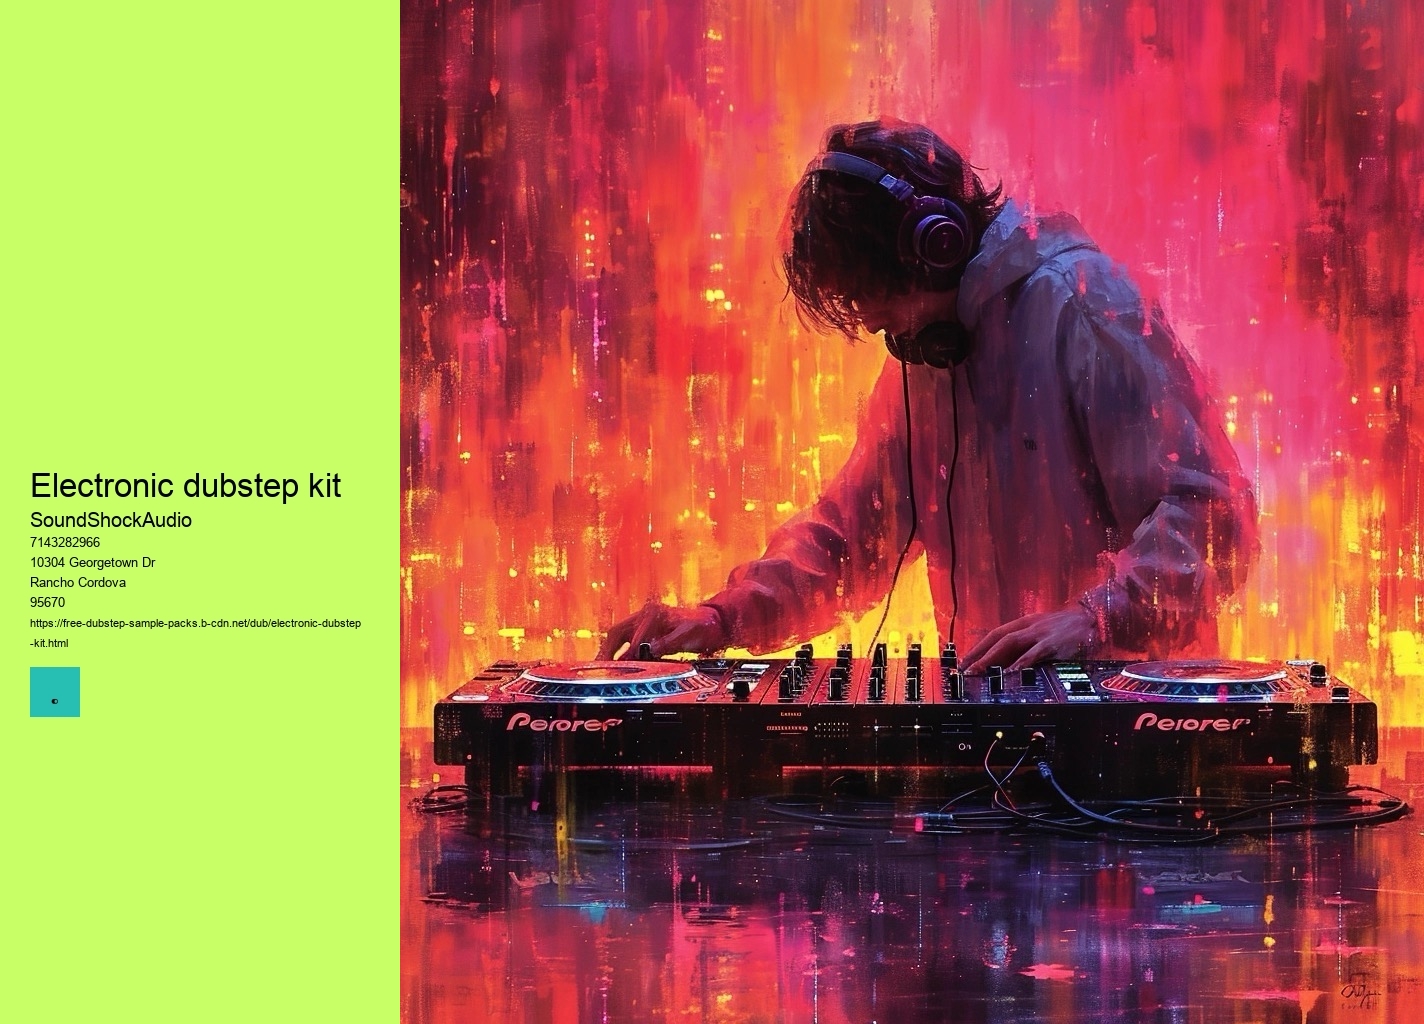 Electronic dubstep kit
SoundShockAudio
7143282966
10304 Georgetown Dr
Rancho Cordova
95670
https://free-dubstep-sample-packs.b-cdn.net/dub/electronic-dubstep
-kit.html
Peiorer
Peiorer